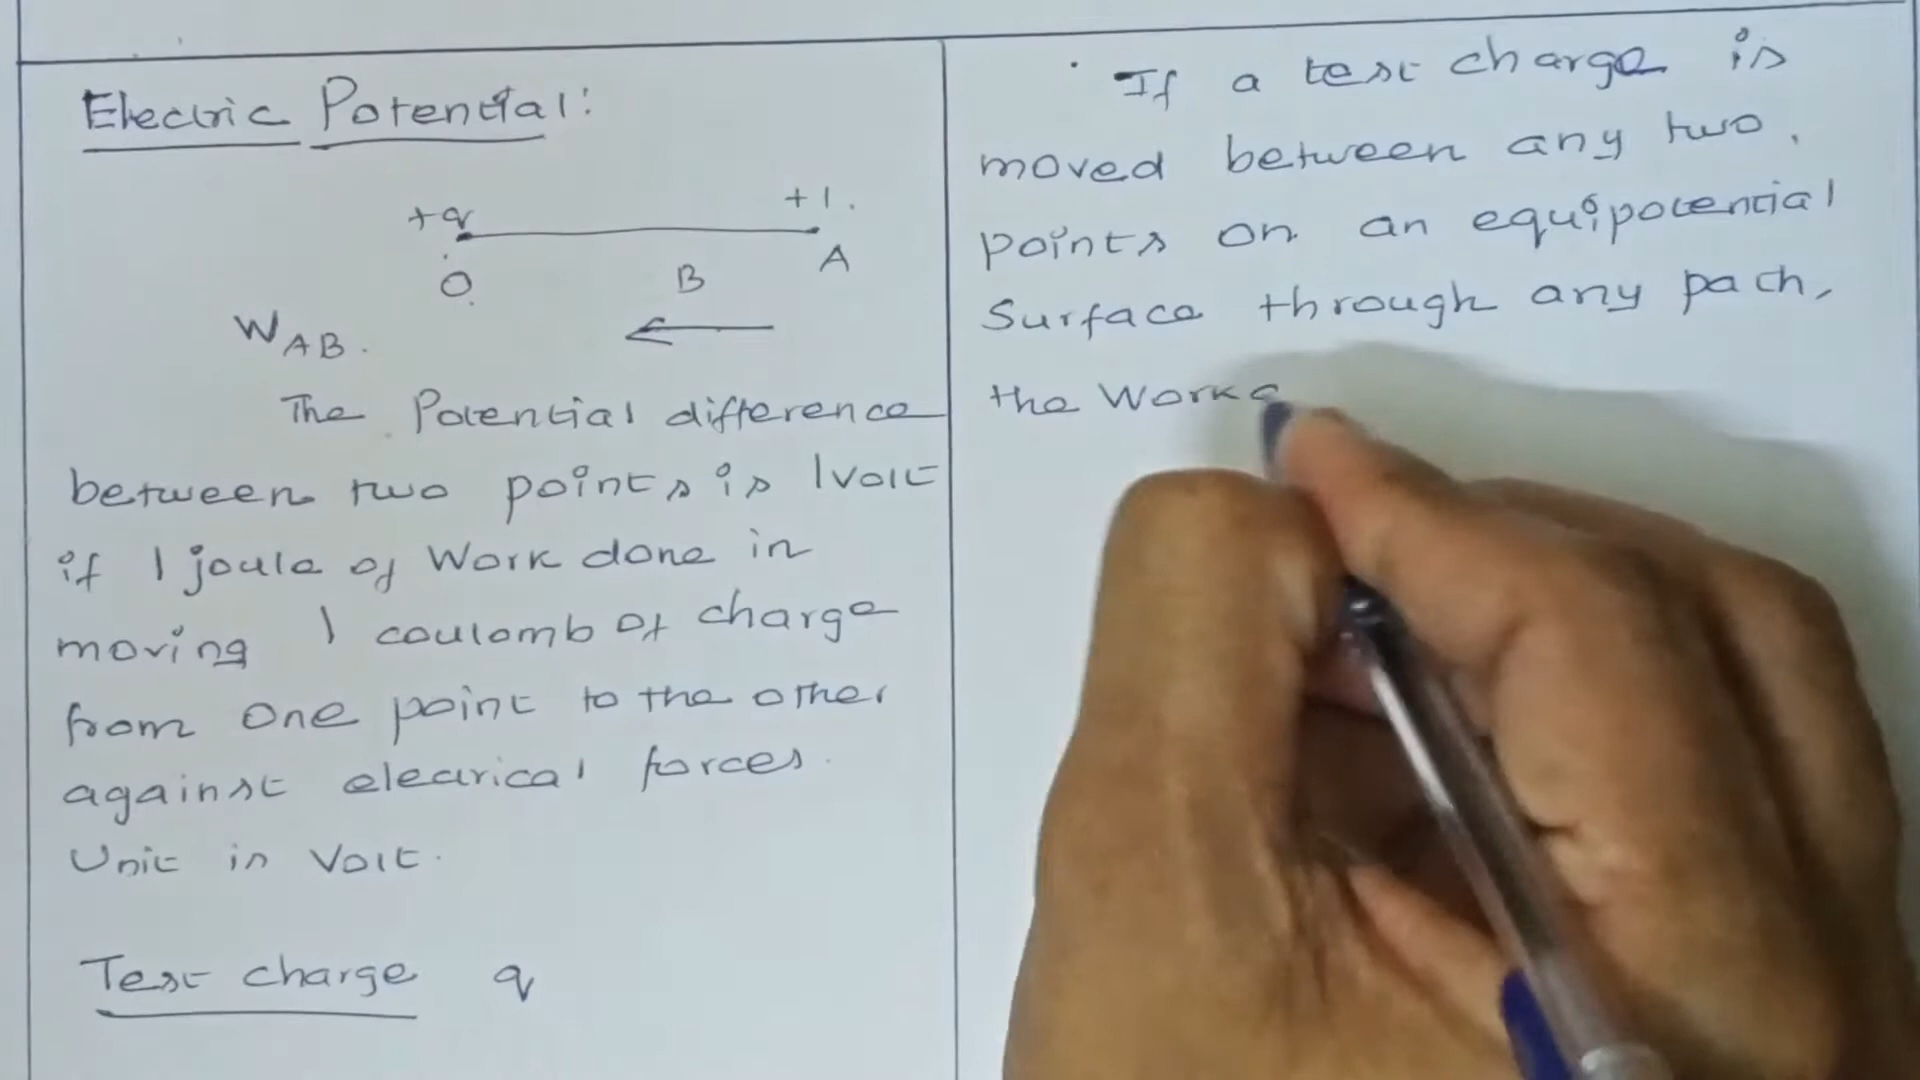 Electric Potential:
+q
+1.
O
B
A
WAB.
The Potential difference
between two points is 1volt
if 1 joule of Work done in
moving 1 coulomb of charge
from one point to the other
against electrical forces.
Unit is Volt.
Test charge q
If a test charge is
moved between any two
points on an equipotential
Surface through any path,
the Work